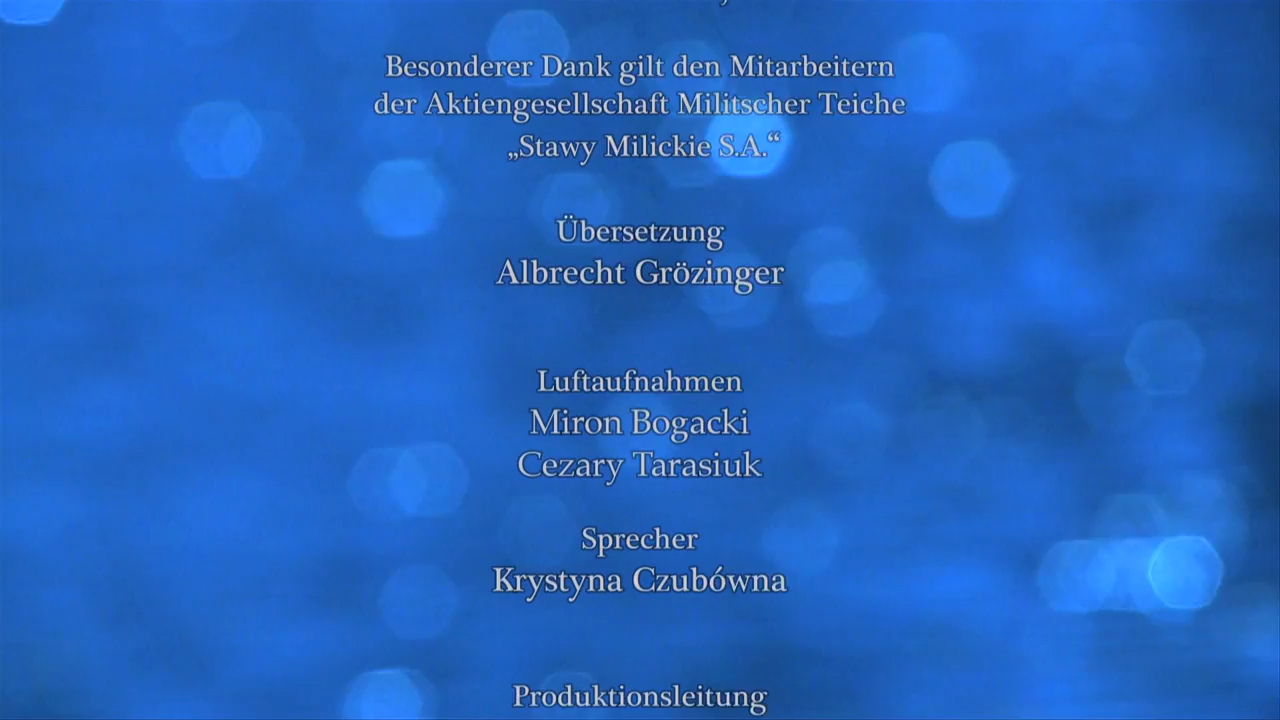 Besonderer Dank gilt den Mitarbeitern
der Aktiengesellschaft Militscher Teiche
„Stawy Milickie S.A.“
Übersetzung
Albrecht Grözinger
Luftaufnahmen
Miron Bogacki
Cezary Tarasiuk
Sprecher
Krystyna Czubówna
Produktionsleitung